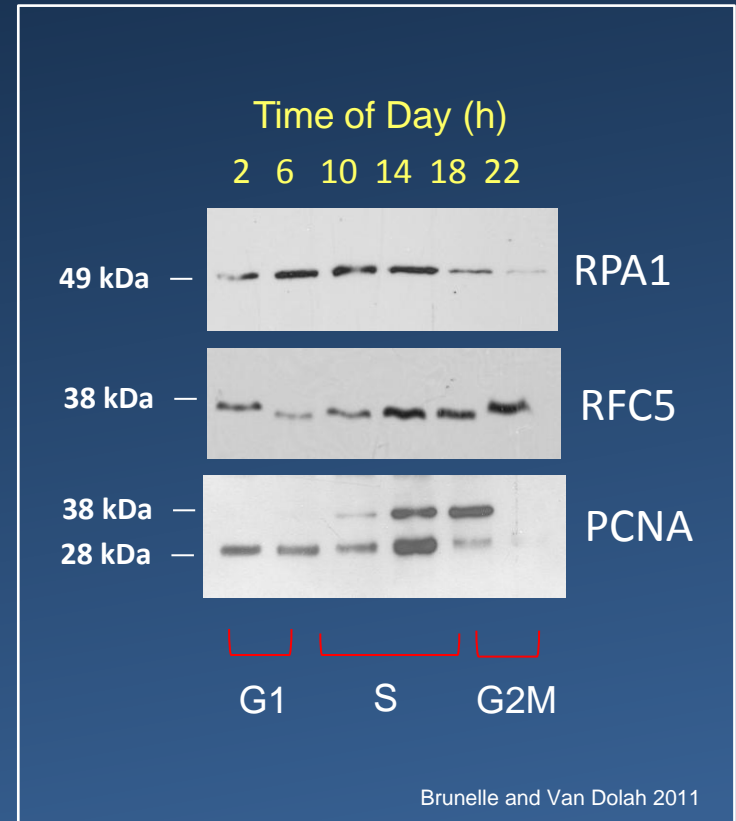 Time of Day (h)
2 6 10 14 18 22
49 kDa — RPA1
38 kDa — RFC5
38 kDa — PCNA
28 kDa —
G1 S G2M
Brunelle and Van Dolah 2011